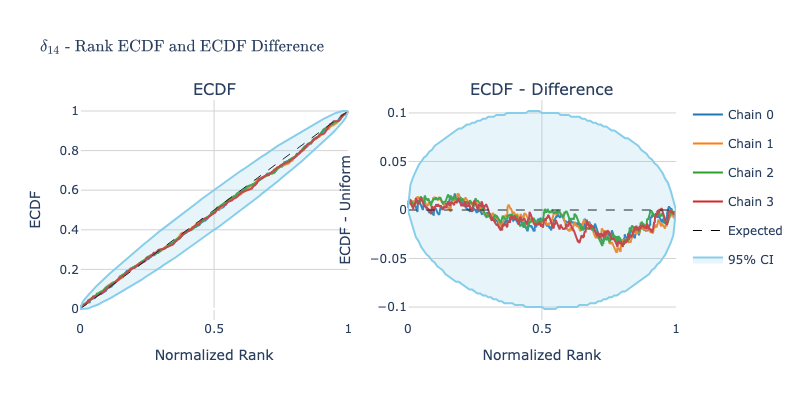 δ14 - Rank ECDF and ECDF Difference
ECDF
ECDF - Difference
1
0.8
0.6
0.4
0.2
0
0
0.5
1
Normalized Rank
ECDF
0.1
0.05
0
−0.05
−0.1
0
0.5
1
Normalized Rank
ECDF - Uniform
Chain 0
Chain 1
Chain 2
Chain 3
Expected
95% CI